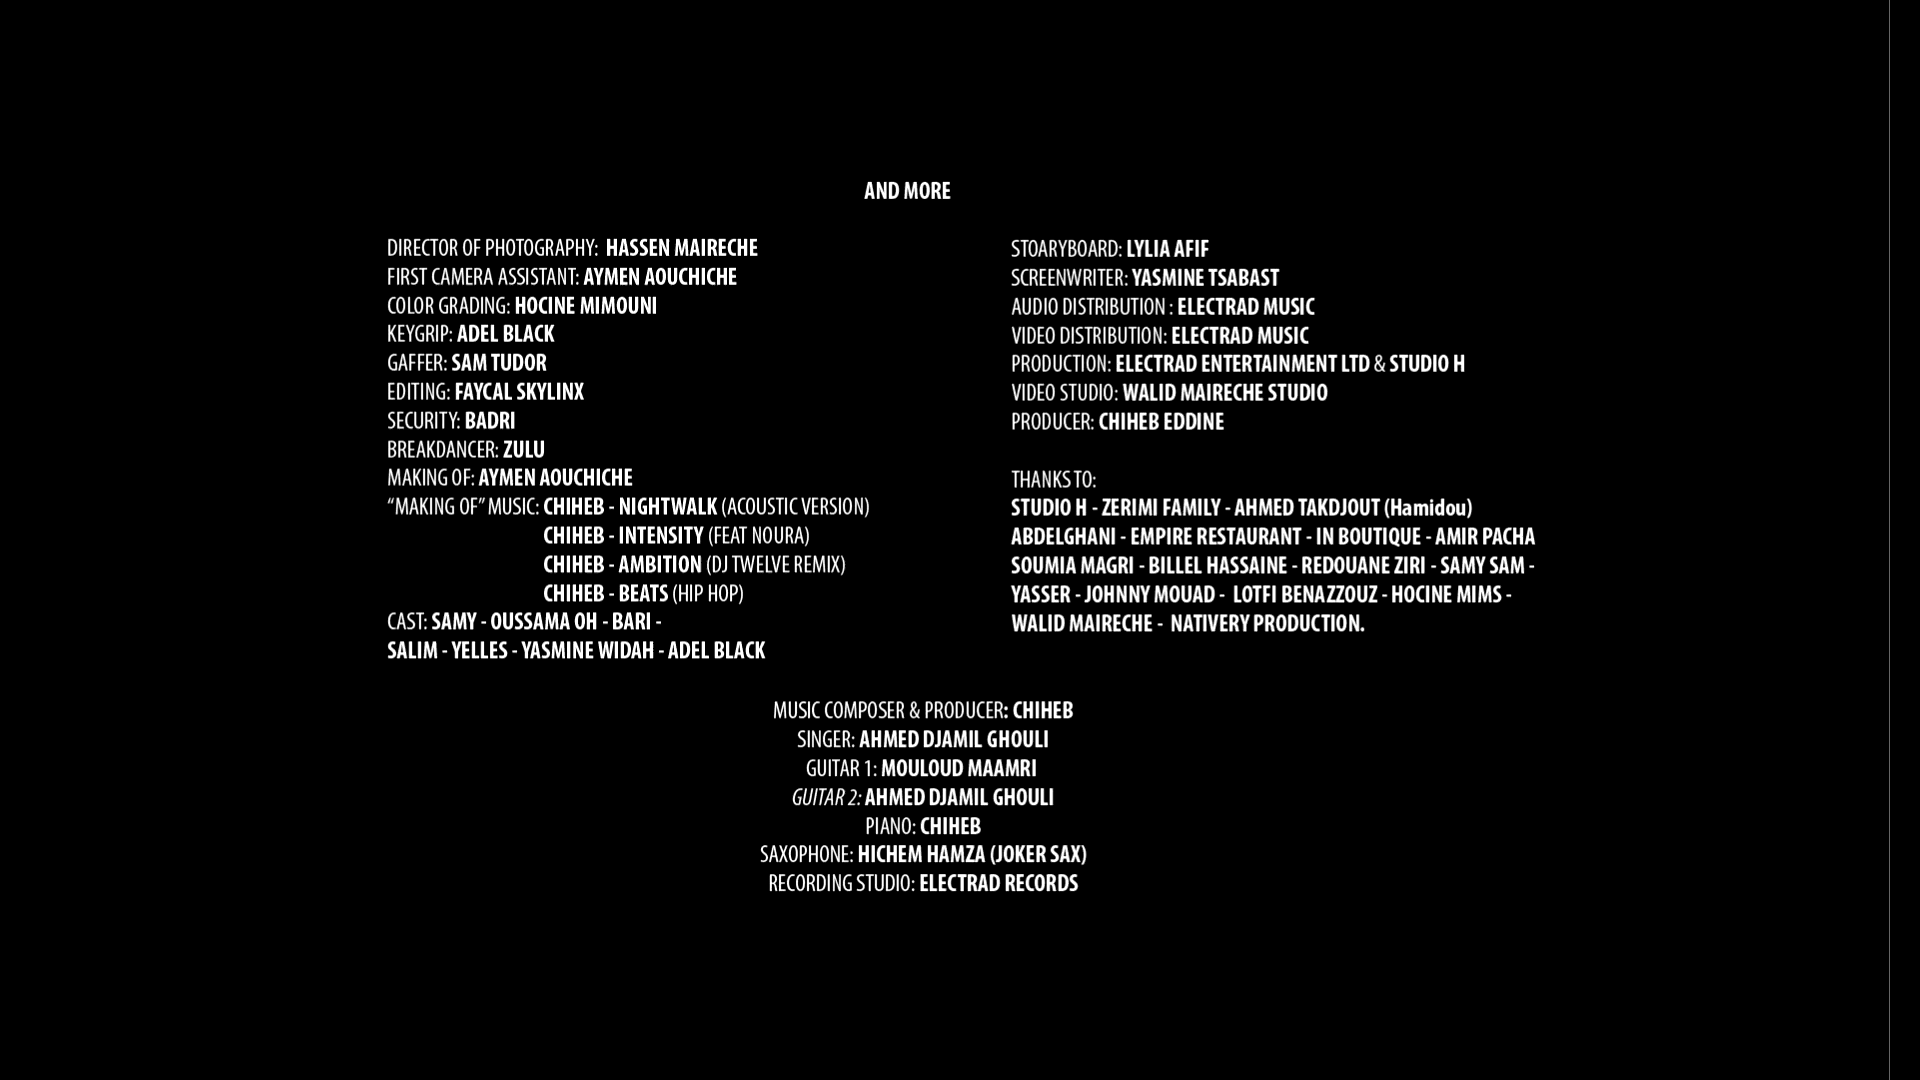 AND MORE
DIRECTOR OF PHOTOGRAPHY: HASSEN MAIRECHE
FIRST CAMERA ASSISTANT: AYMEN AOUCHICHE
COLOR GRADING: HOCINE MIMOUNI
KEYGRIP: ADEL BLACK
GAFFER: SAM TUDOR
EDITING: FAYCAL SKYLINX
SECURITY: BADRI
BREAKDANCER: ZULU
MAKING OF: AYMEN AOUCHICHE
“MAKING OF” MUSIC: CHIHEB - NIGHTWALK (ACOUSTIC VERSION)
CHIHEB - INTENSITY (FEAT NOURA)
CHIHEB - AMBITION (DJ TWELVE REMIX)
CHIHEB - BEATS (HIP HOP)
CAST: SAMY - OUSSAMA OH - BARI -
SALIM - YELLES - YASMINE WIDAH - ADEL BLACK
STOARYBOARD: LYLIA AFIF
SCREENWRITER: YASMINE TSABAST
AUDIO DISTRIBUTION : ELECTRAD MUSIC
VIDEO DISTRIBUTION: ELECTRAD MUSIC
PRODUCTION: ELECTRAD ENTERTAINMENT LTD & STUDIO H
VIDEO STUDIO: WALID MAIRECHE STUDIO
PRODUCER: CHIHEB EDDINE
THANKS TO:
STUDIO H - ZERIMI FAMILY - AHMED TAKDJOUT (Hamidou)
ABDELGHANI - EMPIRE RESTAURANT - IN BOUTIQUE - AMIR PACHA
SOUMIA MAGRI - BILLEL HASSAINE - REDOUANE ZIRI - SAMY SAM -
YASSER - JOHNNY MOUAD - LOTFI BENAZZOUZ - HOCINE MIMS -
WALID MAIRECHE - NATIVERY PRODUCTION.
MUSIC COMPOSER & PRODUCER: CHIHEB
SINGER: AHMED DJAMIL GHOULI
GUITAR 1: MOULOUD MAAMRI
GUITAR 2: AHMED DJAMIL GHOULI
PIANO: CHIHEB
SAXOPHONE: HICHEM HAMZA (JOKER SAX)
RECORDING STUDIO: ELECTRAD RECORDS